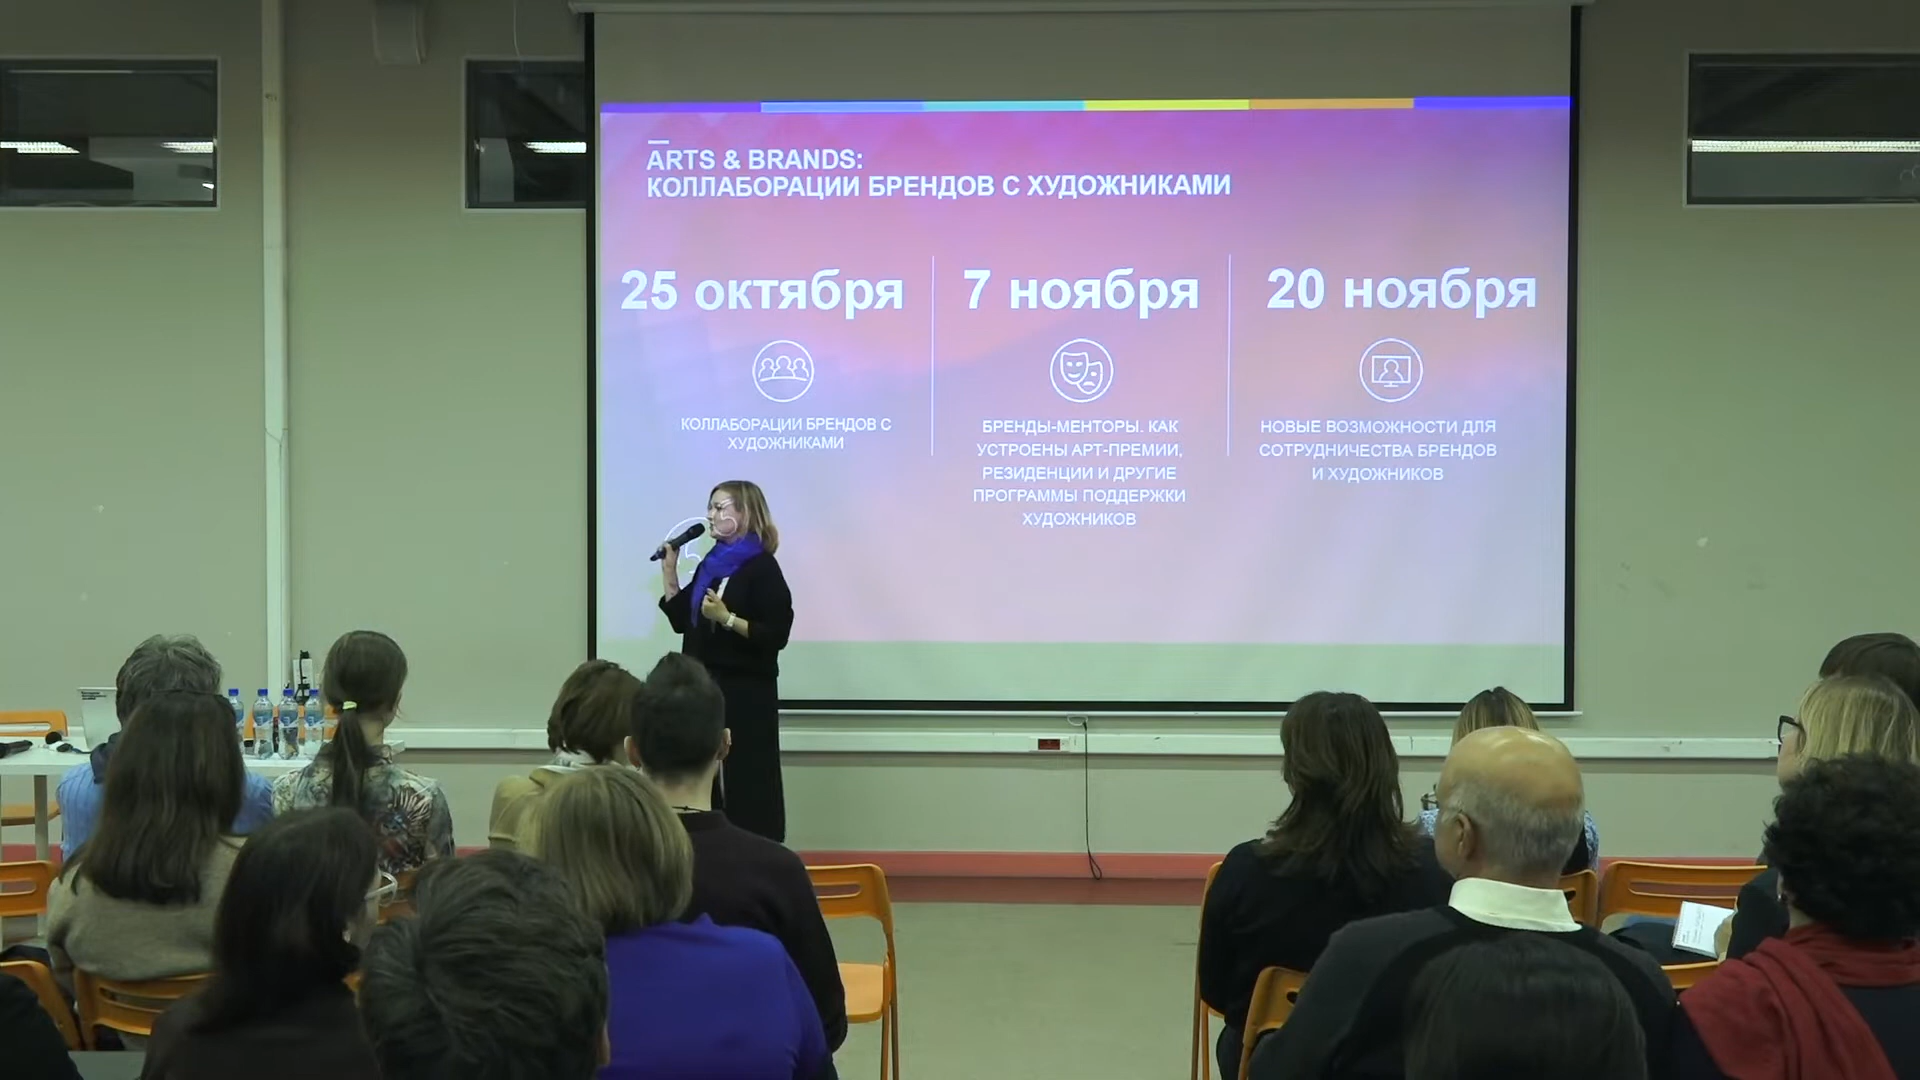 ARTS & BRANDS:
КОЛЛАБОРАЦИИ БРЕНДОВ С ХУДОЖНИКАМИ
25 октября
КОЛЛАБОРАЦИИ БРЕНДОВ С
ХУДОЖНИКАМИ
7 ноября
БРЕНДЫ-МЕНТОРЫ. КАК
УСТРОЕНЫ АРТ-ПРЕМИИ,
РЕЗИДЕНЦИИ И ДРУГИЕ
ПРОГРАММЫ ПОДДЕРЖКИ
ХУДОЖНИКОВ
20 ноября
НОВЫЕ ВОЗМОЖНОСТИ ДЛЯ
СОТРУДНИЧЕСТВА БРЕНДОВ
И ХУДОЖНИКОВ